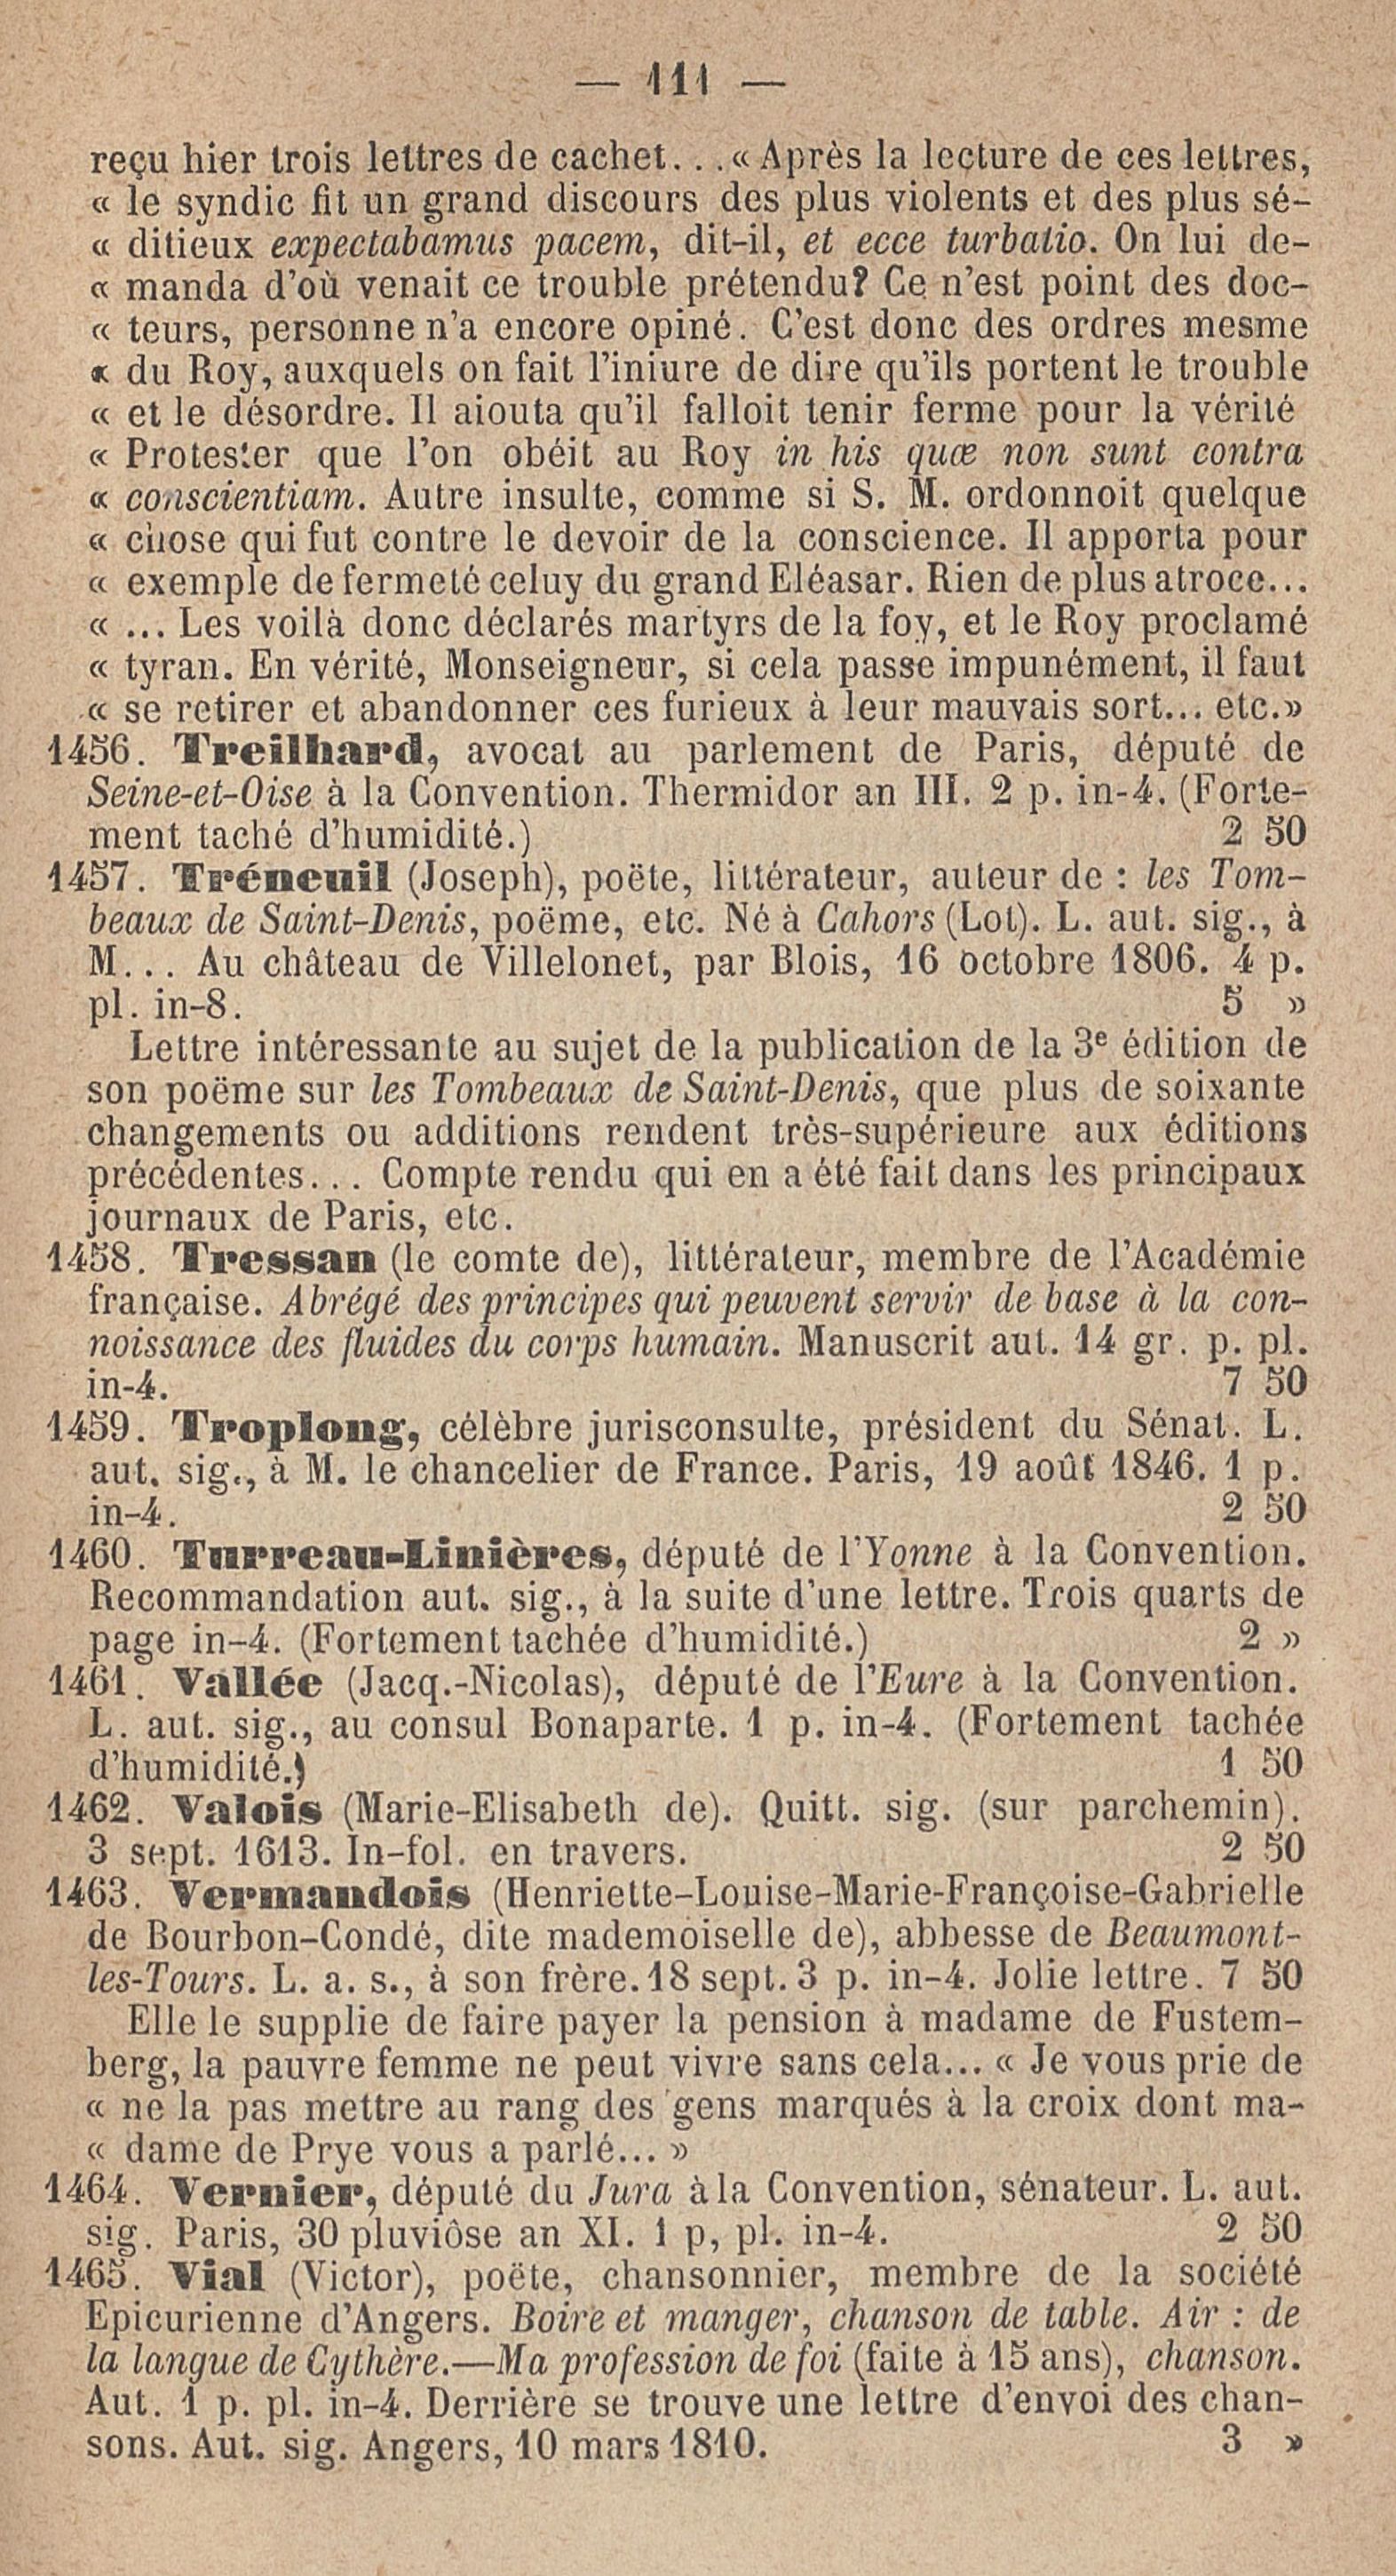 — 111 —
reçu hier trois lettres de cachet... « Après la lecture de ces lettres,
« le syndic fit un grand discours des plus violents et des plus sé-
« ditieux expectabamus pacem, dit-il, et ecce turbatio. On lui de-
« manda d'où venait ce trouble prétendu? Ce n'est point des doc-
« teurs, personne n'a encore opiné. C'est donc des ordres mesme
« du Roy, auxquels on fait l'iniure de dire qu'ils portent le trouble
« et le désordre. Il aiouta qu'il falloit tenir ferme pour la vérité
« Protester que l'on obéit au Roy in his quæ non sunt contra
« conscientiam. Autre insulte, comme si S. M. ordonnoit quelque
« chose qui fut contre le devoir de la conscience. Il apporta pour
« exemple de fermeté celuy du grand Eléasar. Rien de plus atroce...
« ... Les voilà donc déclarés martyrs de la foy, et le Roy proclamé
« tyran. En vérité, Monseigneur, si cela passe impunément, il faut
« se retirer et abandonner ces furieux à leur mauvais sort... etc.»
1456. Treilhard, avocat au parlement de Paris, député de
Seine-et-Oise à la Convention. Thermidor an III. 2 p. in-4. (Forte-
ment taché d'humidité.) 2 50
1457. Tréneuil (Joseph), poëte, littérateur, auteur de : les Tom-
beaux de Saint-Denis, poëme, etc. Né à Cahors (Lot). L. aut. sig., à
M... Au château de Villelonet, par Blois, 16 octobre 1806. 4 p.
pl. in-8. 5 »
Lettre intéressante au sujet de la publication de la 3e édition de
son poëme sur les Tombeaux de Saint-Denis, que plus de soixante
changements ou additions rendent très-supérieure aux éditions
précédentes... Compte rendu qui en a été fait dans les principaux
journaux de Paris, etc.
1458. Tressan (le comte de), littérateur, membre de l'Académie
française. Abrégé des principes qui peuvent servir de base à la con-
noissance des fluides du corps humain. Manuscrit aut. 14 gr. p. pl.
in-4. 7 50
1459. Troplong, célèbre jurisconsulte, président du Sénat. L.
aut. sig., à M. le chancelier de France. Paris, 19 août 1846. 1 p.
in-4. 2 50
1460. Turreau-Linières, député de l'Yonne à la Convention.
Recommandation aut. sig., à la suite d'une lettre. Trois quarts de
page in-4. (Fortement tachée d'humidité.) 2 »
1461. Vallée (Jacq.-Nicolas), député de l'Eure à la Convention.
L. aut. sig., au consul Bonaparte. 1 p. in-4. (Fortement tachée
d'humidité.) 1 50
1462. Valois (Marie-Elisabeth de). Quitt. sig. (sur parchemin).
3 sept. 1613. In-fol. en travers. 2 50
1463. Vermandois (Henriette-Louise-Marie-Françoise-Gabrielle
de Bourbon-Condé, dite mademoiselle de), abbesse de Beaumont-
les-Tours. L. a. s., à son frère. 18 sept. 3 p. in-4. Jolie lettre. 7 50
Elle le supplie de faire payer la pension à madame de Fustem-
berg, la pauvre femme ne peut vivre sans cela... « Je vous prie de
« ne la pas mettre au rang des gens marqués à la croix dont ma-
« dame de Prye vous a parlé... »
1464. Vernier, député du Jura à la Convention, sénateur. L. aut.
sig. Paris, 30 pluviôse an XI. 1 p, pl. in-4. 2 50
1465. Vial (Victor), poëte, chansonnier, membre de la société
Epicurienne d'Angers. Boire et manger, chanson de table. Air : de
la langue de Cythère.—Ma profession de foi (faite à 15 ans), chanson.
Aut. 1 p. pl. in-4. Derrière se trouve une lettre d'envoi des chan-
sons. Aut. sig. Angers, 10 mars 1810. 3 »